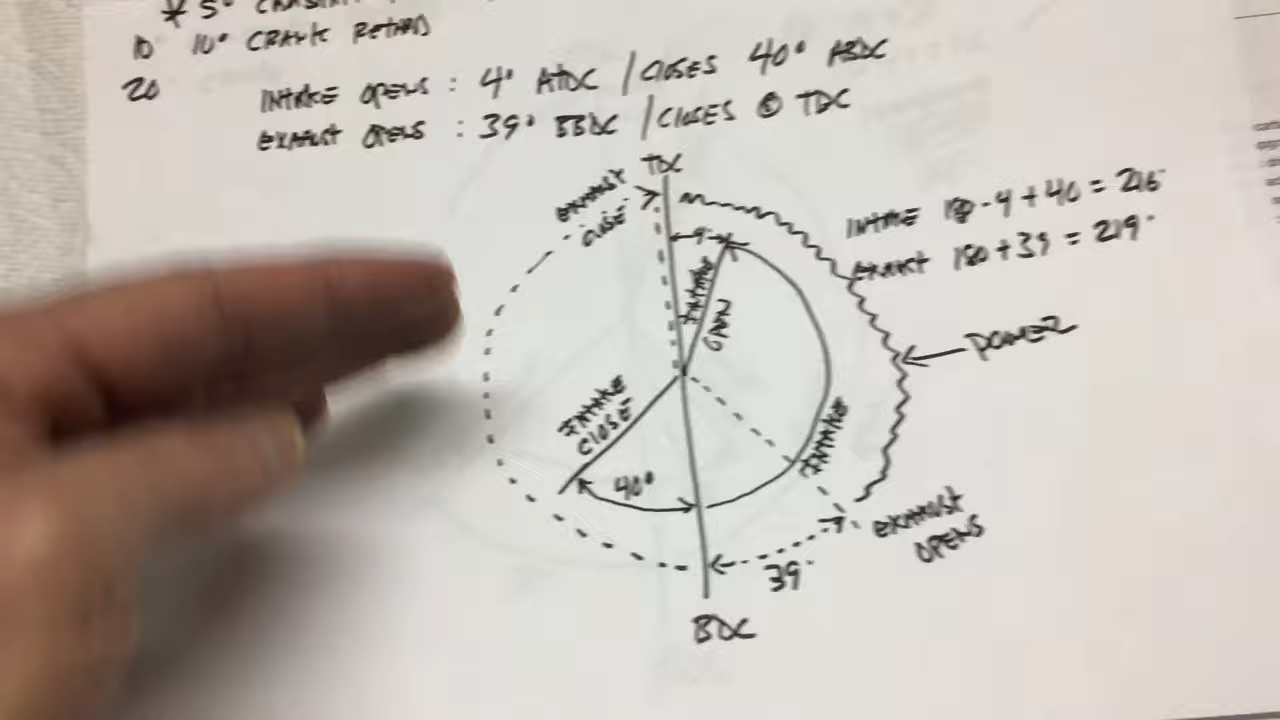 * 5°
10 10° CRANK RETARD
20 INTAKE OPENS : 4° ATDC / CLOSES 40° ABDC
EXHAUST OPENS : 39° BBDC / CLOSES @ TDC
TDC
EXHAUST
CLOSE
INTAKE 180-4+40 = 216°
EXHAUST 180+39 = 219°
4°
INTAKE
OPEN
POWER
INTAKE
CLOSE
INTAKE
40°
EXHAUST
OPENS
39°
BDC